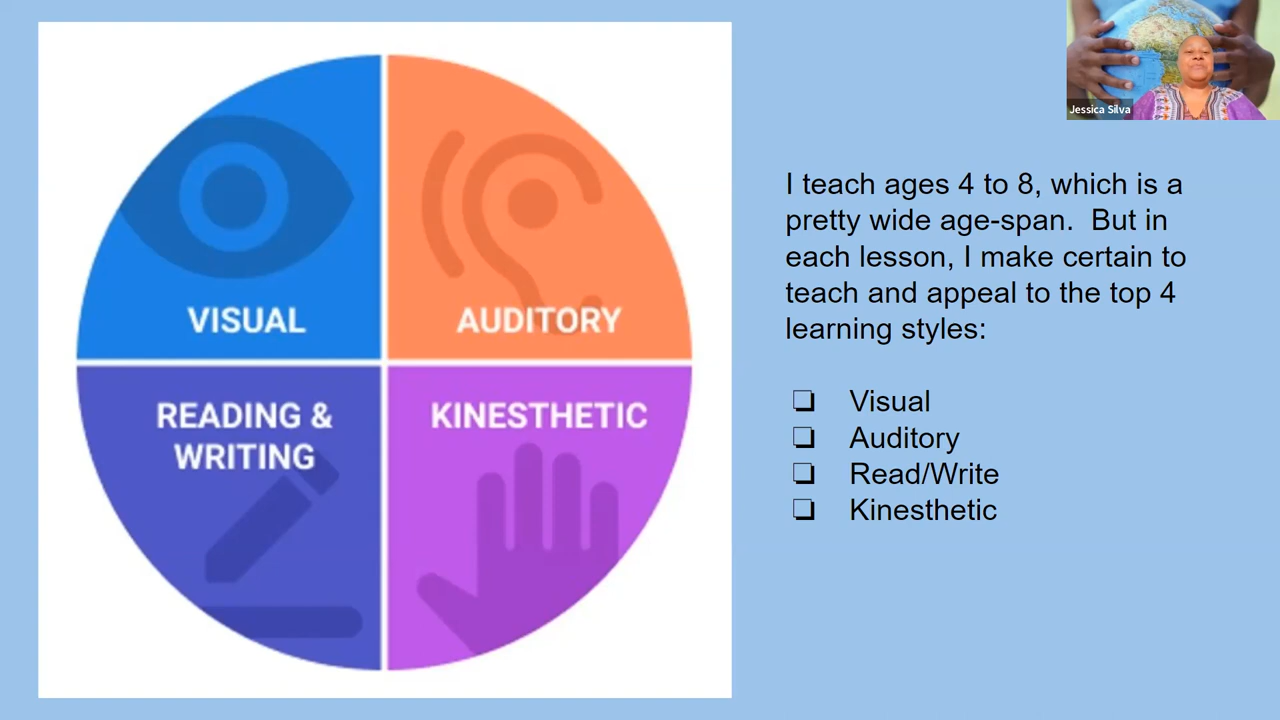 VISUAL
AUDITORY
READING &
WRITING
KINESTHETIC
Jessica Silva
I teach ages 4 to 8, which is a
pretty wide age-span.  But in
each lesson, I make certain to
teach and appeal to the top 4
learning styles:
❏ Visual
❏ Auditory
❏ Read/Write
❏ Kinesthetic